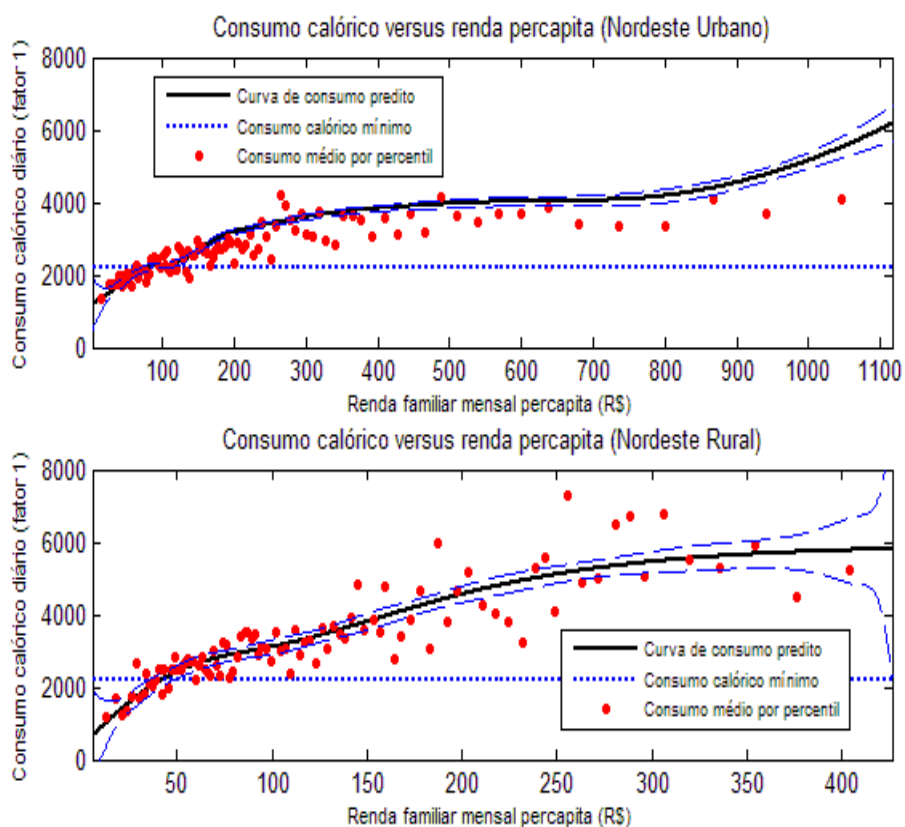 Consumo calórico versus renda percapita (Nordeste Urbano)
Consumo calórico diário (fator 1)
8000
6000
4000
2000
0
Curva de consumo predito
Consumo calórico mínimo
Consumo médio por percentil
100 200 300 400 500 600 700 800 900 1000 1100
Renda familiar mensal percapita (R$)
Consumo calórico versus renda percapita (Nordeste Rural)
Consumo calórico diário (fator 1)
8000
6000
4000
2000
0
Curva de consumo predito
Consumo calórico mínimo
Consumo médio por percentil
50 100 150 200 250 300 350 400
Renda familiar mensal percapita (R$)